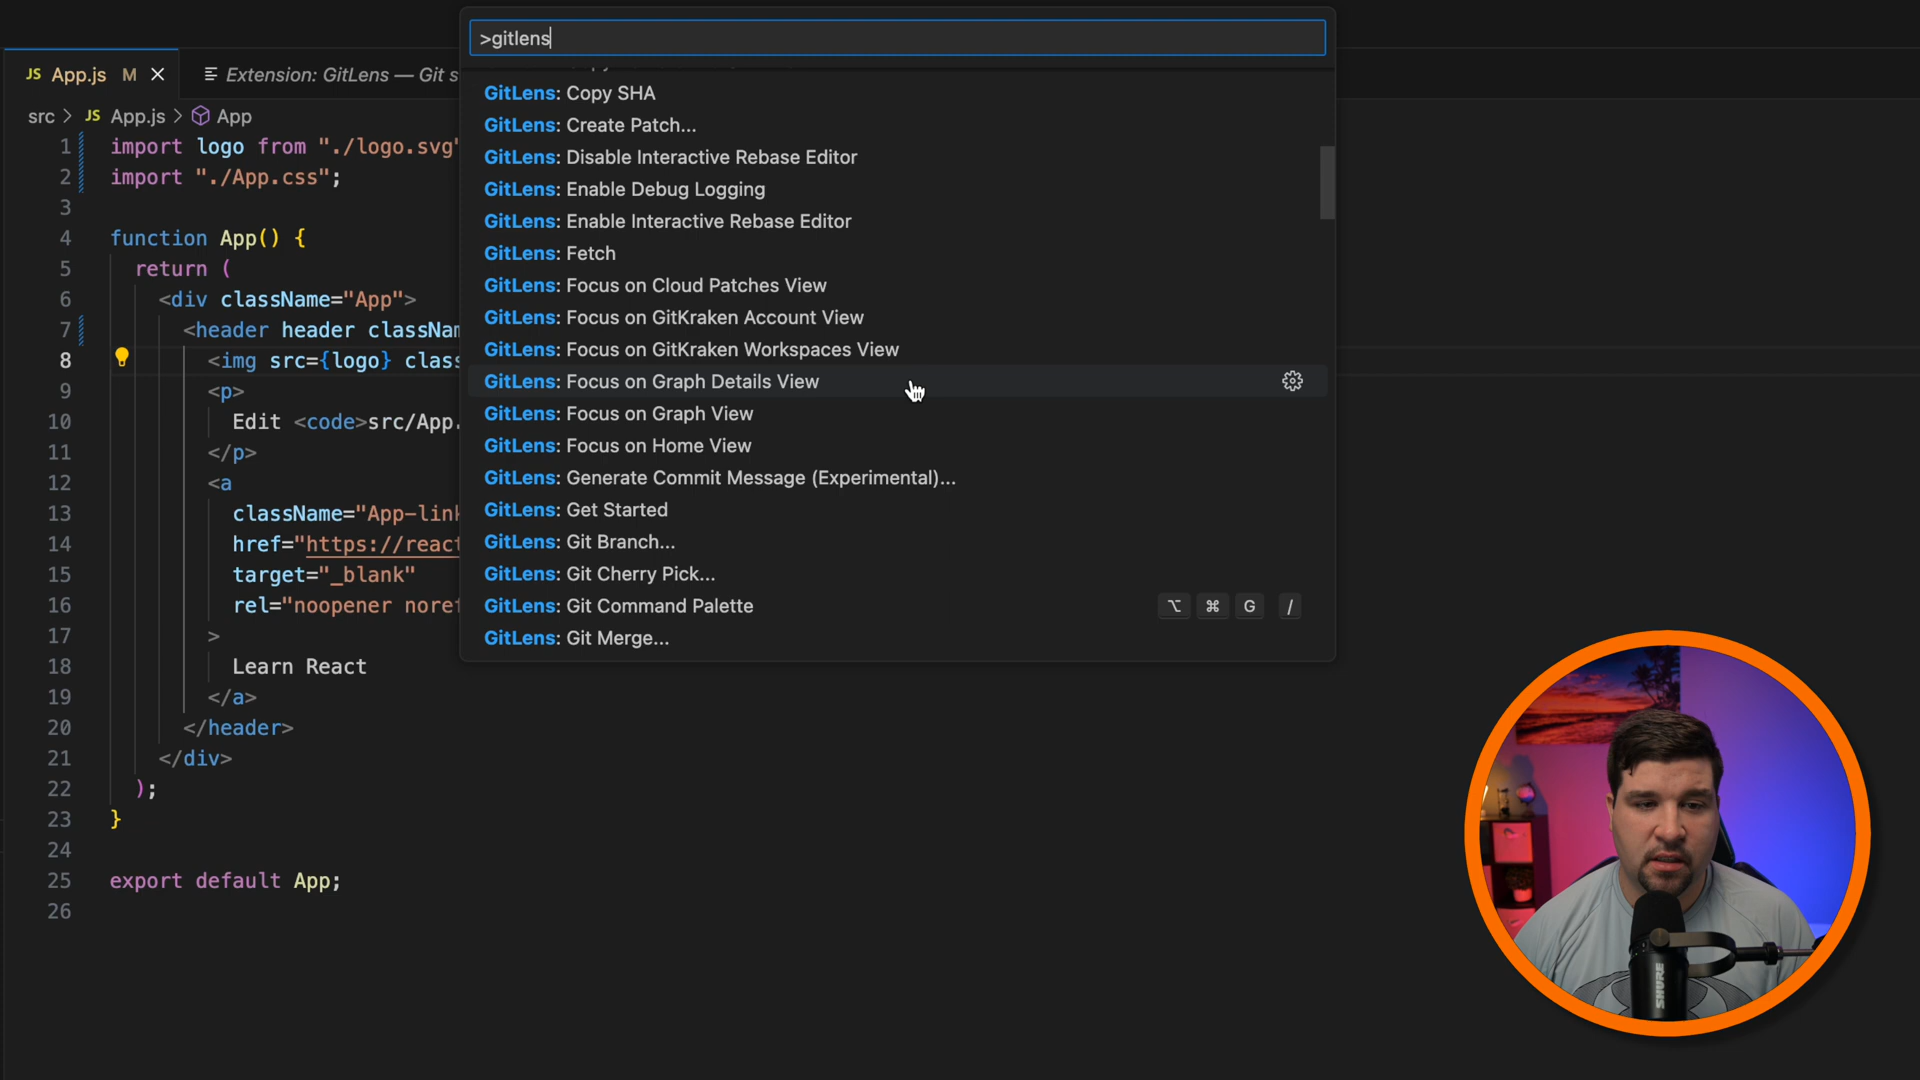 >gitlens
JS App.js M
Extension: GitLens — Git s
src > JS App.js > App
GitLens: Copy SHA
GitLens: Create Patch...
GitLens: Disable Interactive Rebase Editor
GitLens: Enable Debug Logging
GitLens: Enable Interactive Rebase Editor
GitLens: Fetch
GitLens: Focus on Cloud Patches View
GitLens: Focus on GitKraken Account View
GitLens: Focus on GitKraken Workspaces View
GitLens: Focus on Graph Details View
GitLens: Focus on Graph View
GitLens: Focus on Home View
GitLens: Generate Commit Message (Experimental)...
GitLens: Get Started
GitLens: Git Branch...
GitLens: Git Cherry Pick...
GitLens: Git Command Palette ⌥ ⌘ G /
GitLens: Git Merge...
1 import logo from "./logo.svg"
2 import "./App.css";
3
4 function App() {
5 return (
6 <div className="App">
7 <header header classNam
8 <img src={logo} clas
9 <p>
10 Edit <code>src/App.
11 </p>
12 <a
13 className="App-lin
14 href="https://reac
15 target="_blank"
16 rel="noopener noref
17 >
18 Learn React
19 </a>
20 </header>
21 </div>
22 );
23 }
24
25 export default App;
26
SHURE